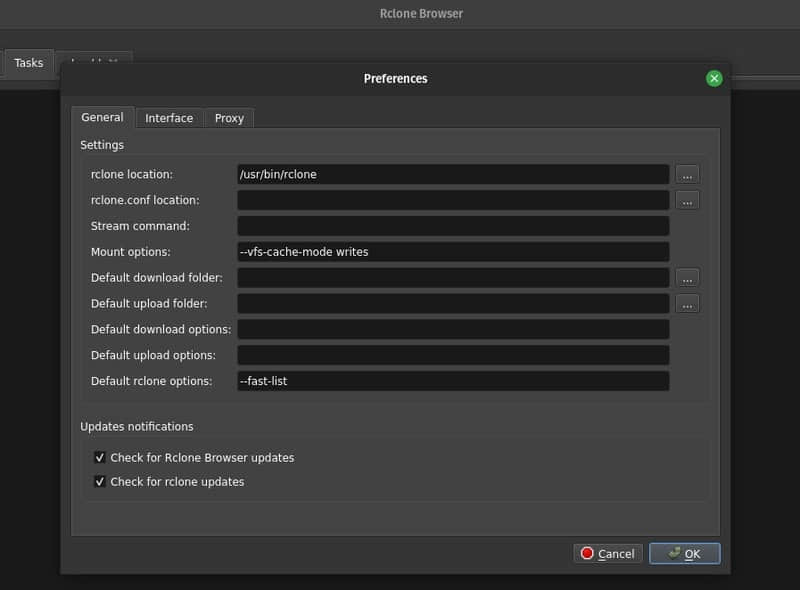 Rclone Browser
Tasks
Preferences
General Interface Proxy
Settings
rclone location: /usr/bin/rclone ...
rclone.conf location: ...
Stream command:
Mount options: --vfs-cache-mode writes
Default download folder: ...
Default upload folder: ...
Default download options:
Default upload options:
Default rclone options: --fast-list
Updates notifications
Check for Rclone Browser updates
Check for rclone updates
Cancel OK